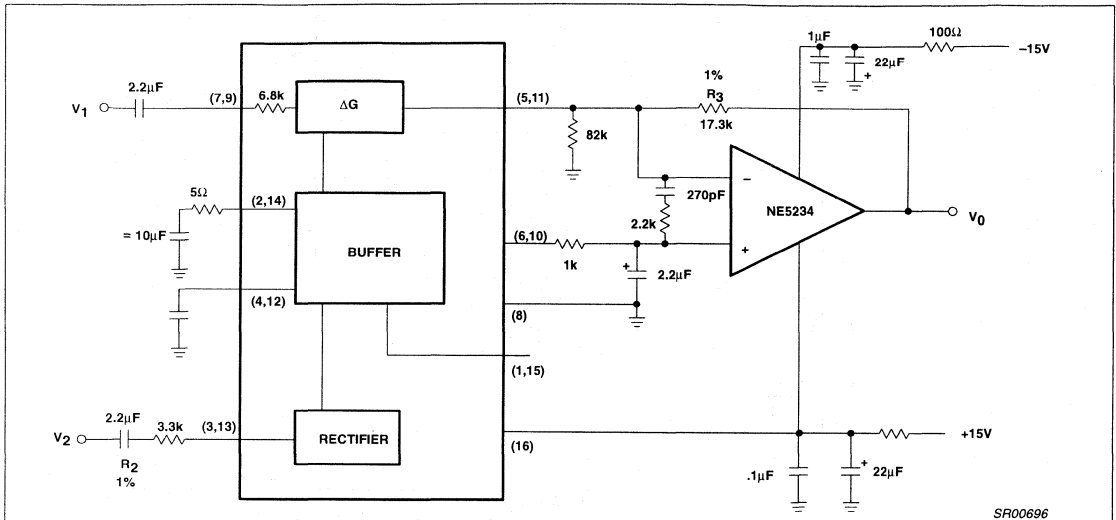 1μF
100Ω
–15V
22μF
+
2.2μF
V1
(7,9)
6.8k
ΔG
(5,11)
1%
R3
17.3k
82k
5Ω
(2,14)
= 10μF
BUFFER
270pF
2.2k
–
NE5234
+
V0
(6,10)
1k
+
2.2μF
(4,12)
(8)
(1,15)
2.2μF
3.3k
(3,13)
V2
R2
1%
RECTIFIER
(16)
+15V
.1μF
+
22μF
SR00696